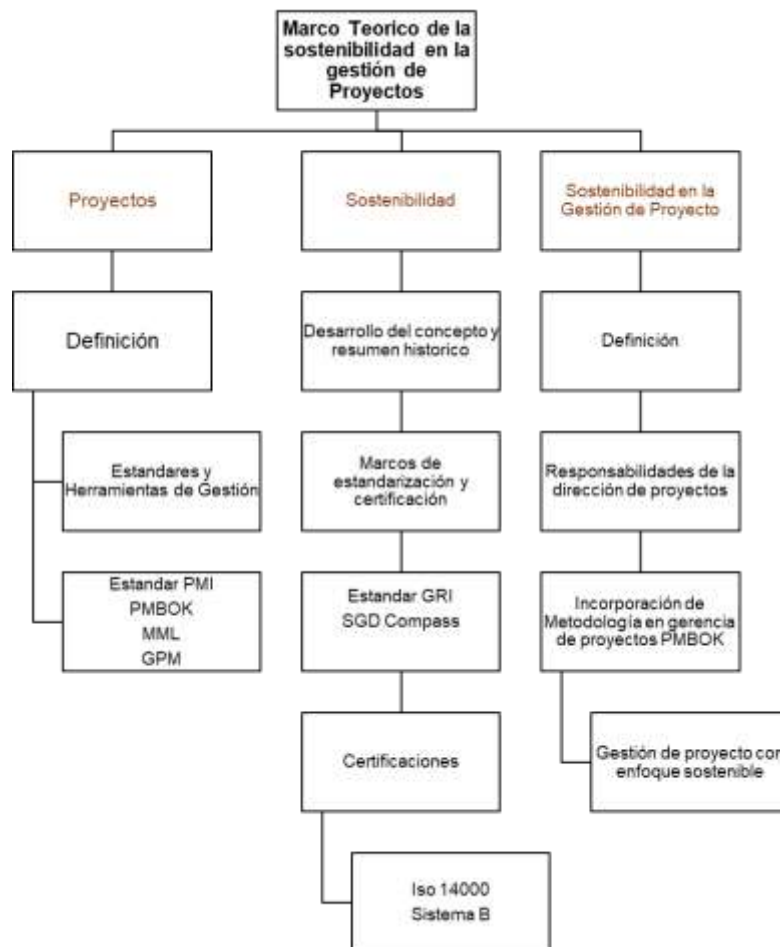 Marco Teorico de la
sostenibilidad en la
gestión de
Proyectos
Proyectos
Sostenibilidad
Sostenibilidad en la
Gestión de Proyecto
Definición
Desarrollo del concepto y
resumen historico
Definición
Estandares y
Herramientas de Gestión
Marcos de
estandarización y
certificación
Responsabilidades de la
dirección de proyectos
Estandar PMI
PMBOK
MML
GPM
Estandar GRI
SGD Compass
Incorporación de
Metodología en gerencia
de proyectos PMBOK
Certificaciones
Gestión de proyecto con
enfoque sostenible
Iso 14000
Sistema B